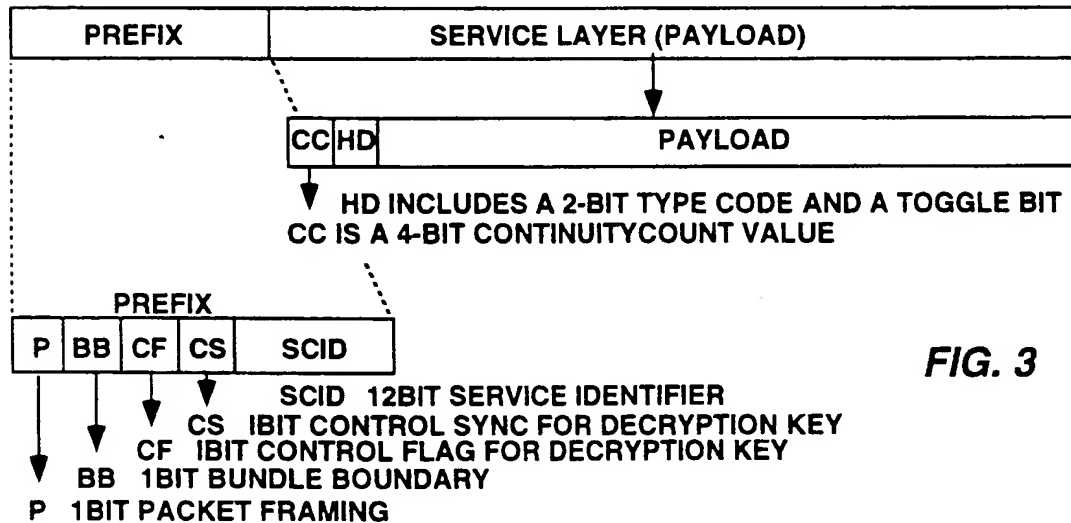 PREFIX SERVICE LAYER (PAYLOAD)
CC HD PAYLOAD
HD INCLUDES A 2-BIT TYPE CODE AND A TOGGLE BIT
CC IS A 4-BIT CONTINUITYCOUNT VALUE
PREFIX
P BB CF CS SCID
FIG. 3
SCID 12BIT SERVICE IDENTIFIER
CS IBIT CONTROL SYNC FOR DECRYPTION KEY
CF IBIT CONTROL FLAG FOR DECRYPTION KEY
BB 1BIT BUNDLE BOUNDARY
P 1BIT PACKET FRAMING